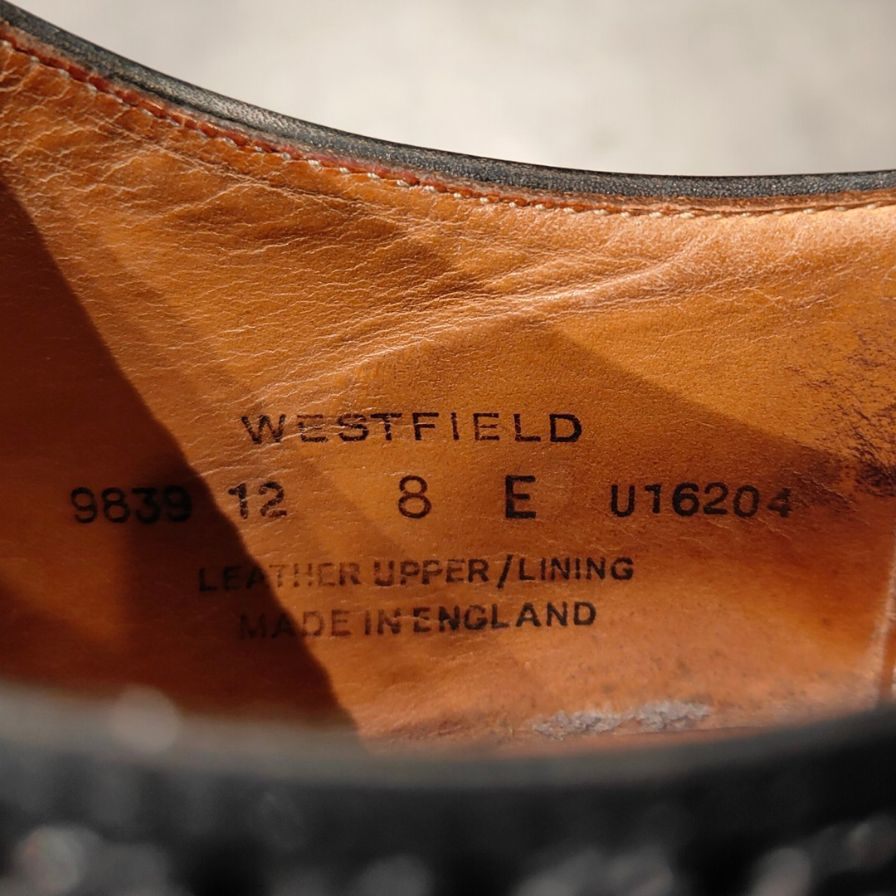 WESTFIELD
9839 12 8 E U16204
LEATHER UPPER/LINING
MADE IN ENGLAND